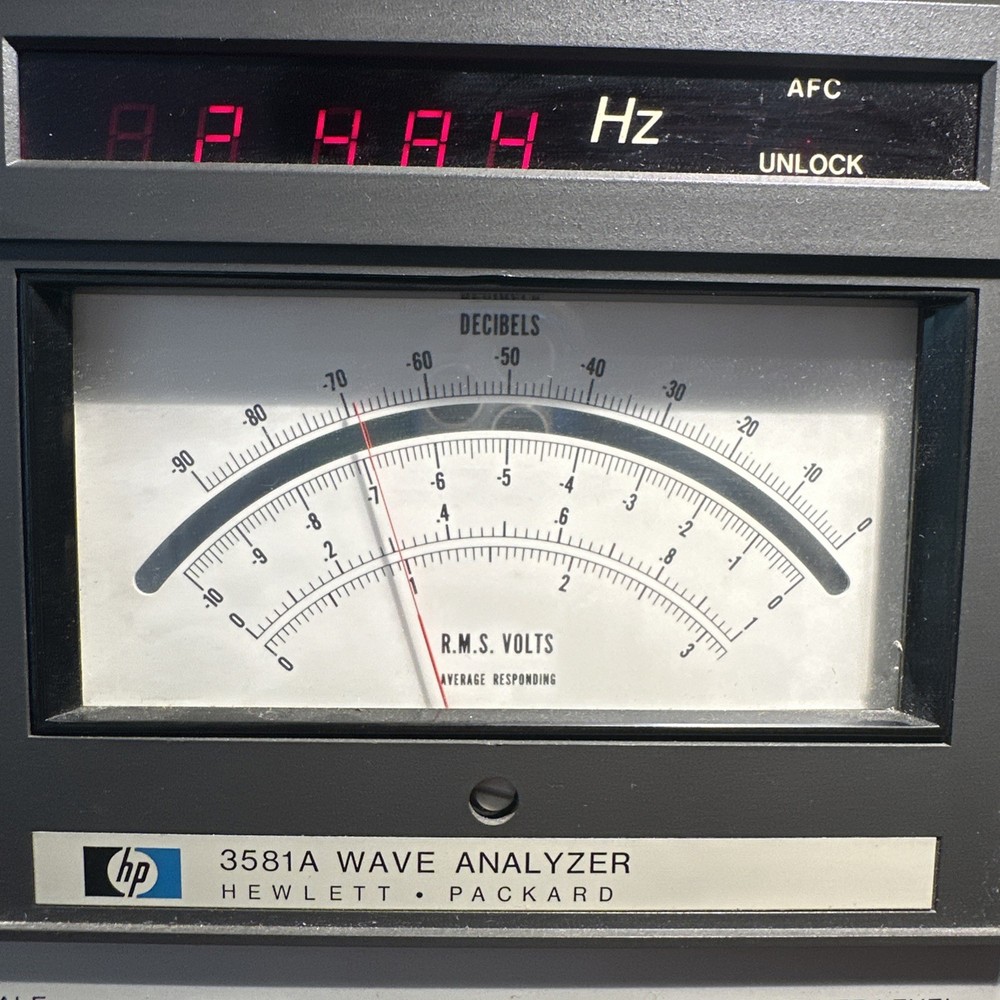 AFC
Hz
UNLOCK
DECIBELS
-90 -80 -70 -60 -50 -40 -30 -20 -10 0
-10 -9 -8 -7 -6 -5 -4 -3 -2 -1 0
0 .2 .4 .6 .8 1
0 1 2 3
R.M.S. VOLTS
AVERAGE RESPONDING
hp
3581A WAVE ANALYZER
HEWLETT • PACKARD